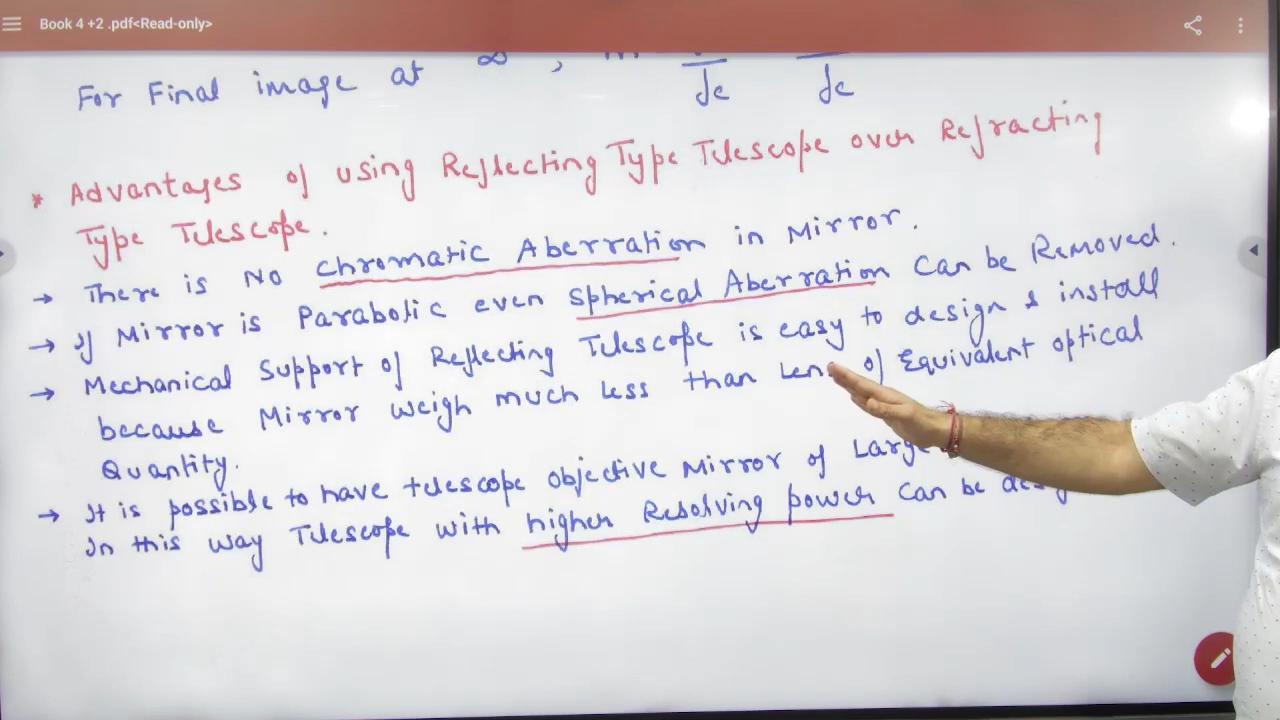 Book 4 +2 .pdf<Read-only>
For Final image at ∞ ,
* Advantages of using Reflecting Type Telescope over Refracting
Type Telescope.
→ There is No chromatic Aberration in Mirror.
→ If Mirror is Parabolic even Spherical Aberration can be Removed.
→ Mechanical Support of Reflecting Telescope is easy to design & install
because Mirror weigh much less than Lens of Equivalent optical
Quantity.
→ It is possible to have telescope objective Mirror of Large
In this way Telescope with higher Resolving power can be